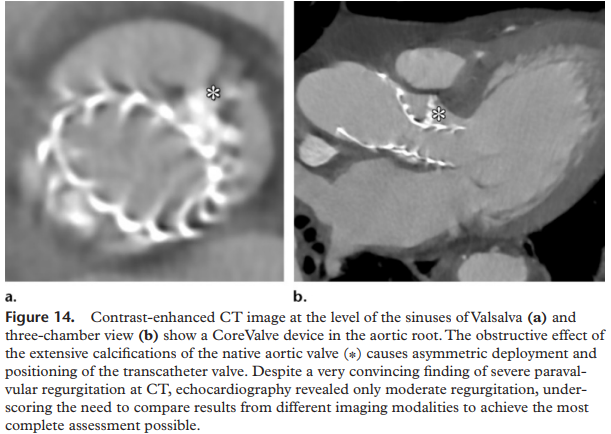 *
*
a.
b.
Figure 14. Contrast-enhanced CT image at the level of the sinuses of Valsalva (a) and
three-chamber view (b) show a CoreValve device in the aortic root. The obstructive effect of
the extensive calcifications of the native aortic valve (*) causes asymmetric deployment and
positioning of the transcatheter valve. Despite a very convincing finding of severe paraval-
vular regurgitation at CT, echocardiography revealed only moderate regurgitation, under-
scoring the need to compare results from different imaging modalities to achieve the most
complete assessment possible.